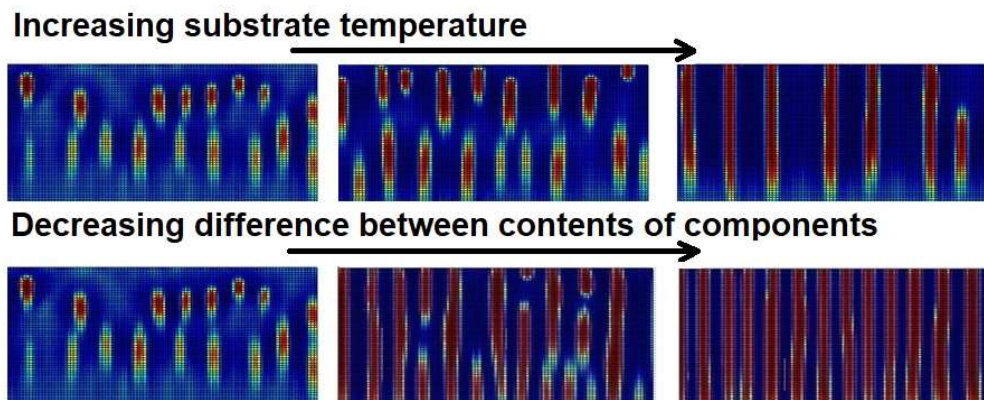 Increasing substrate temperature
Decreasing difference between contents of components